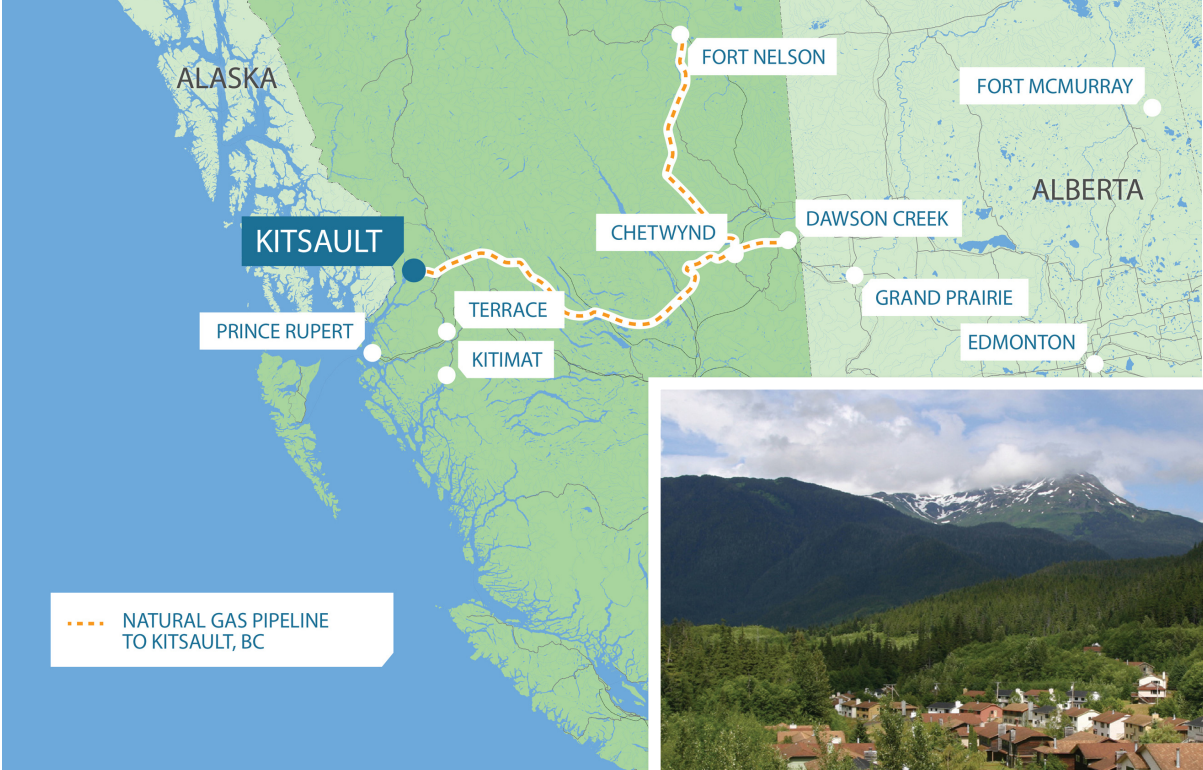 ALASKA
FORT NELSON
FORT MCMURRAY
ALBERTA
KITSAULT
CHETWYND
DAWSON CREEK
TERRACE
GRAND PRAIRIE
PRINCE RUPERT
KITIMAT
EDMONTON
NATURAL GAS PIPELINE
TO KITSAULT, BC